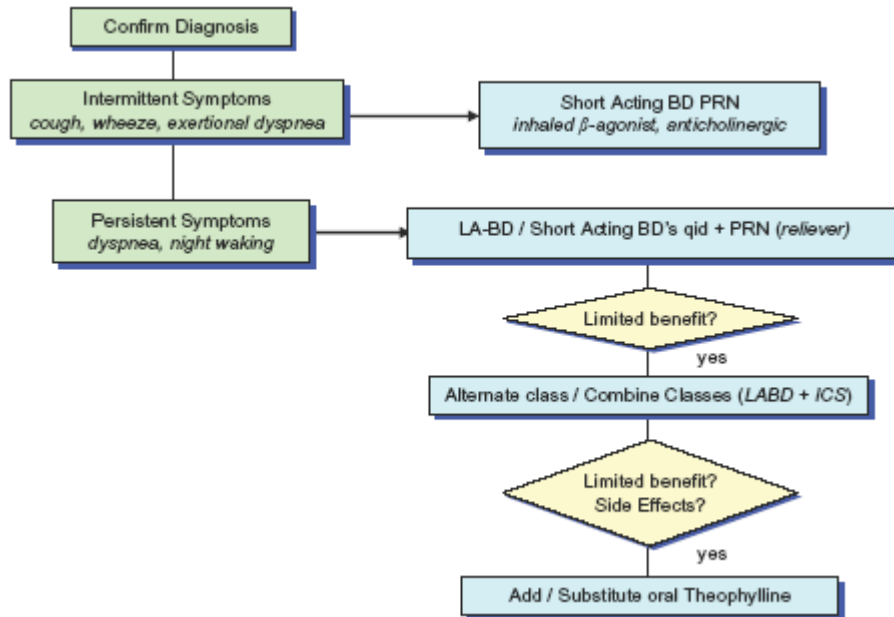 Confirm Diagnosis
Intermittent Symptoms
cough, wheeze, exertional dyspnea
Short Acting BD PRN
inhaled β-agonist, anticholinergic
Persistent Symptoms
dyspnea, night waking
LA-BD / Short Acting BD's qid + PRN (reliever)
Limited benefit?
yes
Alternate class / Combine Classes (LABD + ICS)
Limited benefit?
Side Effects?
yes
Add / Substitute oral Theophylline